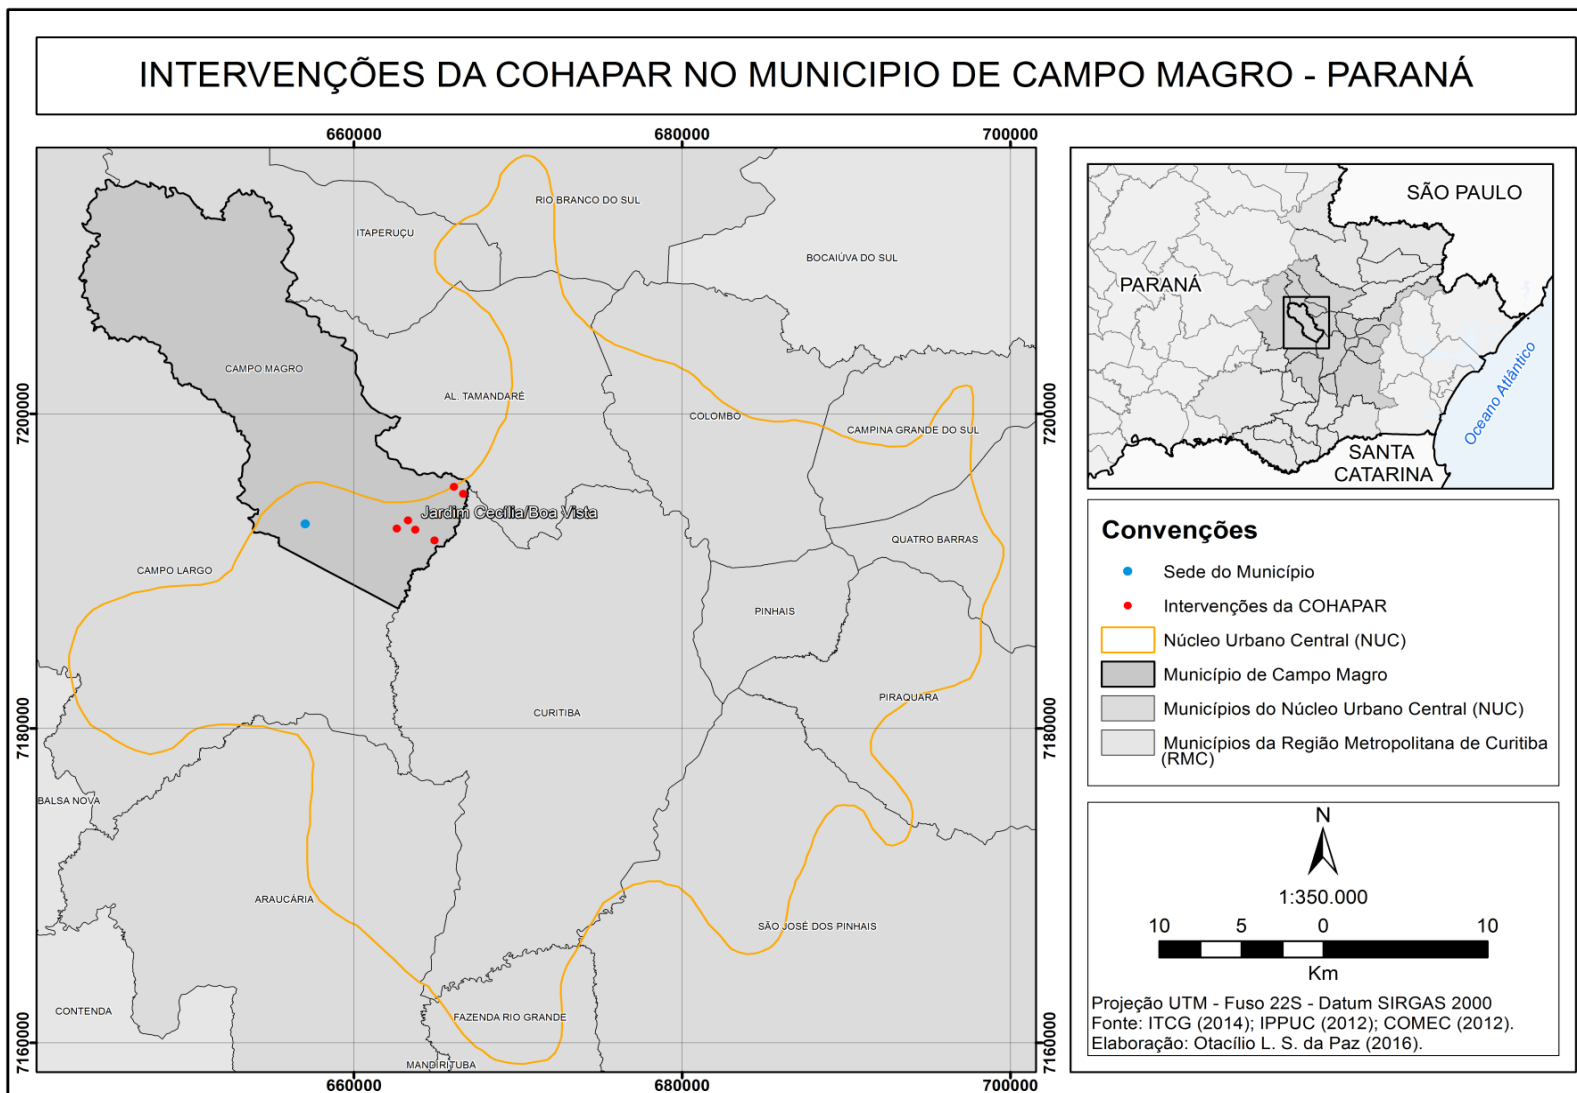 INTERVENÇÕES DA COHAPAR NO MUNICIPIO DE CAMPO MAGRO - PARANÁ
660000
680000
700000
RIO BRANCO DO SUL
ITAPERUÇU
BOCAIÚVA DO SUL
CAMPO MAGRO
AL. TAMANDARÉ
7200000
COLOMBO
CAMPINA GRANDE DO SUL
7200000
Jardim Cecília/Boa Vista
QUATRO BARRAS
CAMPO LARGO
PINHAIS
PIRAQUARA
CURITIBA
7180000
7180000
BALSA NOVA
ARAUCÁRIA
SÃO JOSÉ DOS PINHAIS
CONTENDA
FAZENDA RIO GRANDE
7160000
7160000
MANDIRITUBA
660000
680000
700000
SÃO PAULO
PARANÁ
Oceano Atlântico
SANTA
CATARINA
Convenções
Sede do Município
Intervenções da COHAPAR
Núcleo Urbano Central (NUC)
Município de Campo Magro
Municípios do Núcleo Urbano Central (NUC)
Municípios da Região Metropolitana de Curitiba
(RMC)
N
1:350.000
10 5 0 10
Km
Projeção UTM - Fuso 22S - Datum SIRGAS 2000
Fonte: ITCG (2014); IPPUC (2012); COMEC (2012).
Elaboração: Otacílio L. S. da Paz (2016).